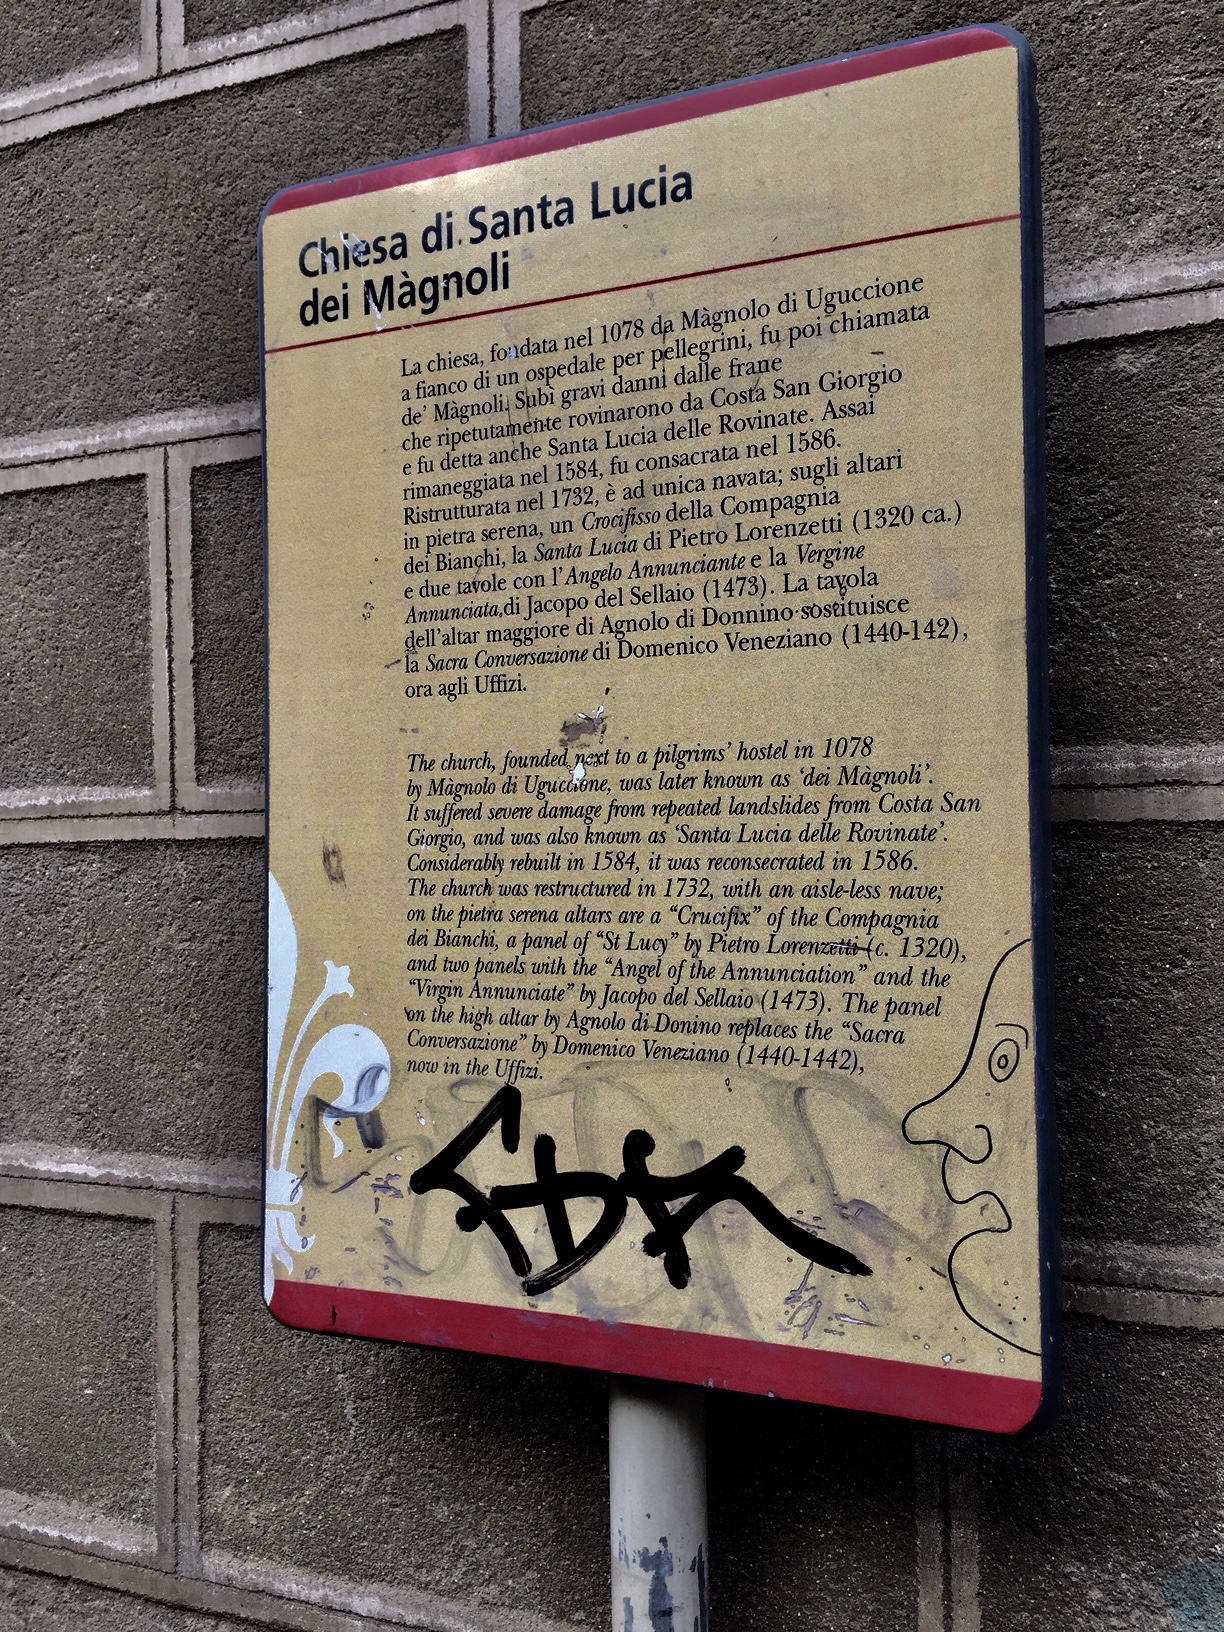 Chiesa di Santa Lucia
dei Màgnoli
La chiesa, fondata nel 1078 da Màgnolo di Uguccione
a fianco di un ospedale per pellegrini, fu poi chiamata
de' Màgnoli. Subì gravi danni dalle frane
che ripetutamente rovinarono da Costa San Giorgio
e fu detta anche Santa Lucia delle Rovinate. Assai
rimaneggiata nel 1584, fu consacrata nel 1586.
Ristrutturata nel 1732, è ad unica navata; sugli altari
in pietra serena, un Crocifisso della Compagnia
dei Bianchi, la Santa Lucia di Pietro Lorenzetti (1320 ca.)
e due tavole con l'Angelo Annunciante e la Vergine
Annunciata, di Jacopo del Sellaio (1473). La tavola
dell'altar maggiore di Agnolo di Donnino sostituisce
la Sacra Conversazione di Domenico Veneziano (1440-142),
ora agli Uffizi.
The church, founded next to a pilgrims' hostel in 1078
by Màgnolo di Uguccione, was later known as 'dei Màgnoli'.
It suffered severe damage from repeated landslides from Costa San
Giorgio, and was also known as 'Santa Lucia delle Rovinate'.
Considerably rebuilt in 1584, it was reconsecrated in 1586.
The church was restructured in 1732, with an aisle-less nave;
on the pietra serena altars are a "Crucifix" of the Compagnia
dei Bianchi, a panel of "St Lucy" by Pietro Lorenzetti (c. 1320),
and two panels with the "Angel of the Annunciation" and the
"Virgin Annunciate" by Jacopo del Sellaio (1473). The panel
on the high altar by Agnolo di Donino replaces the "Sacra
Conversazione" by Domenico Veneziano (1440-1442),
now in the Uffizi.